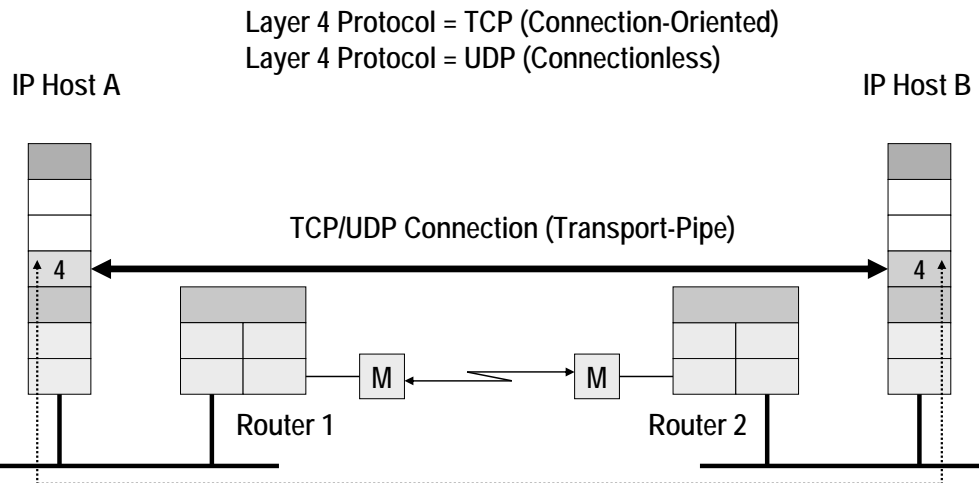 Layer 4 Protocol = TCP (Connection-Oriented)
Layer 4 Protocol = UDP (Connectionless)
IP Host A
IP Host B
TCP/UDP Connection (Transport-Pipe)
4
4
M
M
Router 1
Router 2